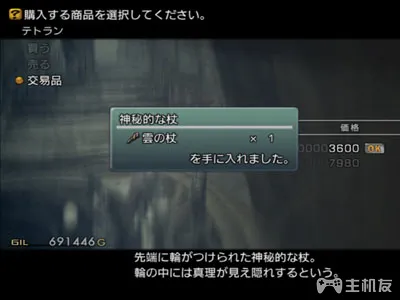 購入する商品を選択してください。
テトラン
買う
売る
交易品
神秘的な杖
雲の杖 × 1
を手に入れました。
価格
3600 OK
7980
GIL 691446 G
先端に輪がつけられた神秘的な杖。
輪の中には真理が見え隠れするという。
主机友